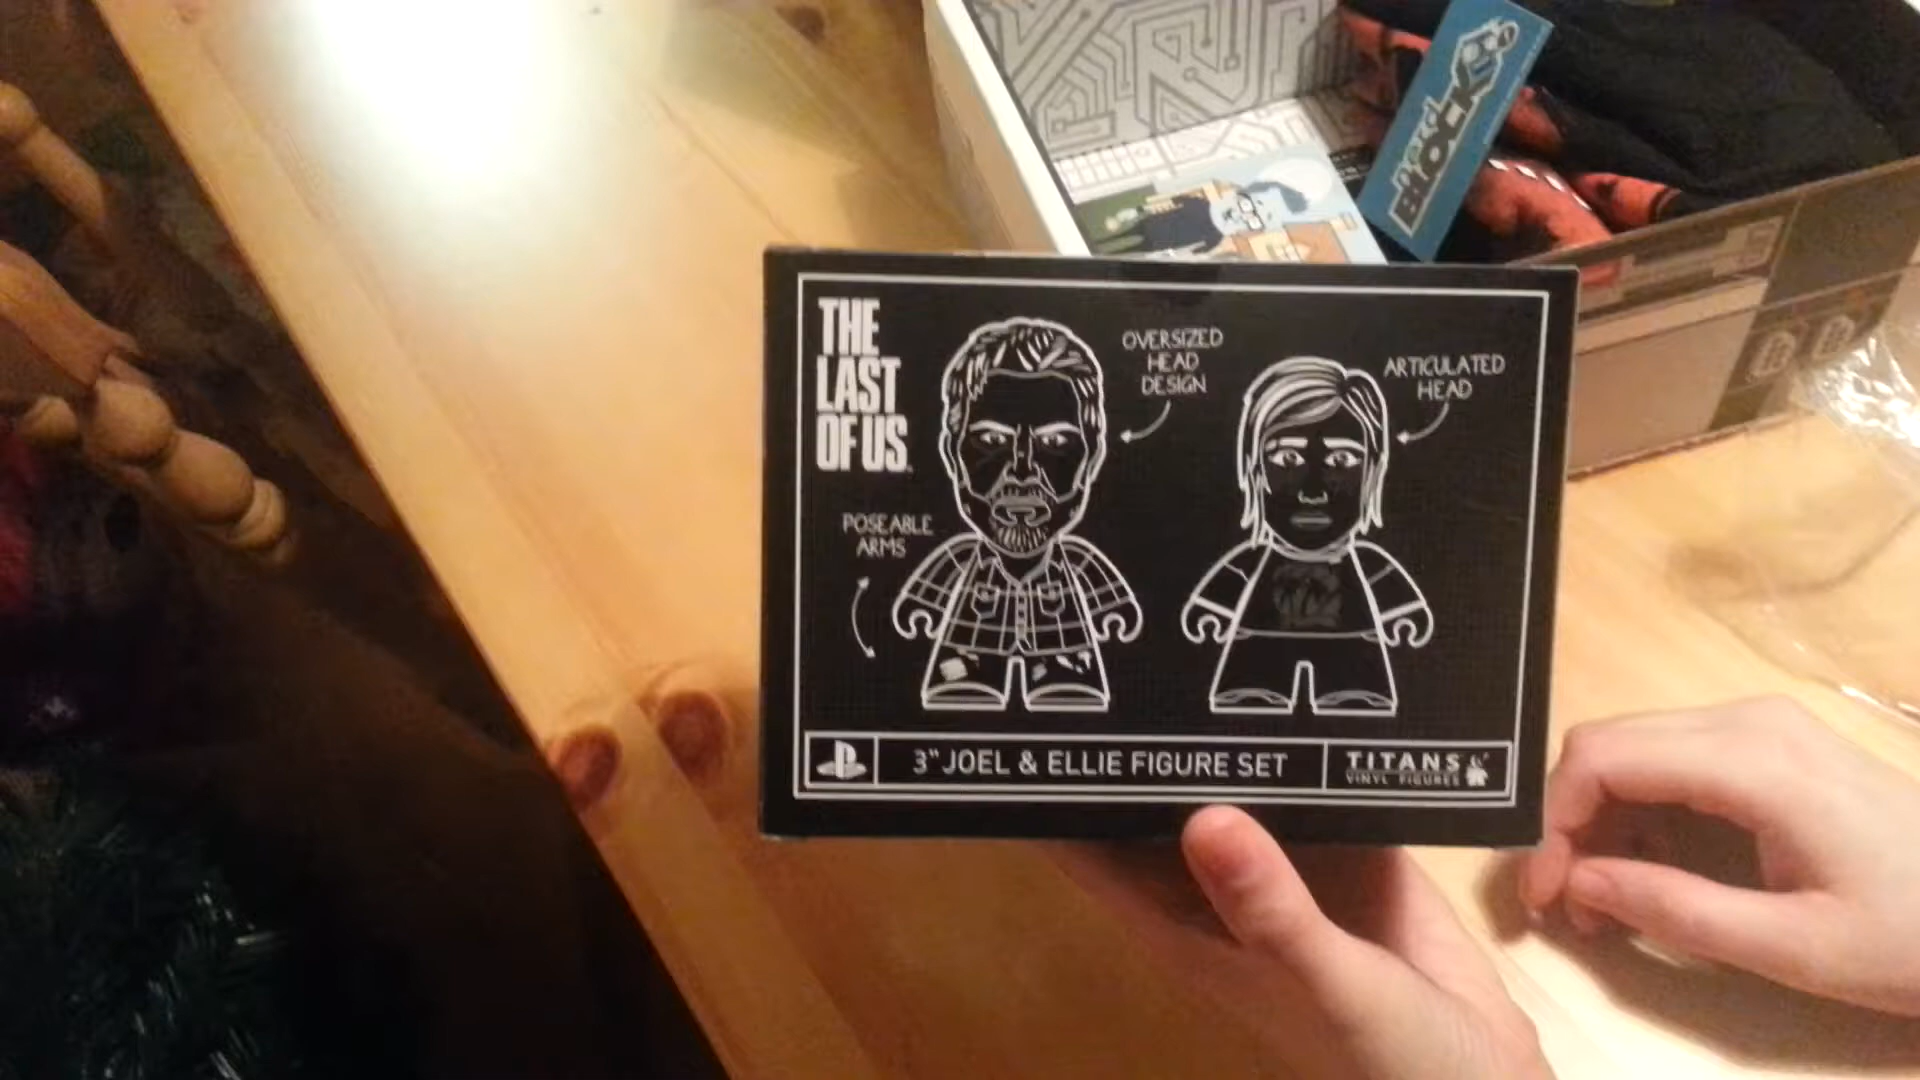 nerd
BLOCK
THE
LAST
OF US
OVERSIZED
HEAD
DESIGN
ARTICULATED
HEAD
POSEABLE
ARMS
3" JOEL & ELLIE FIGURE SET
TITANS
VINYL FIGURES